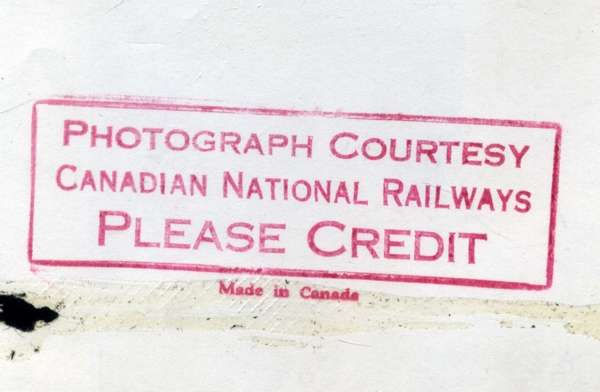 PHOTOGRAPH COURTESY
CANADIAN NATIONAL RAILWAYS
PLEASE CREDIT
Made in Canada